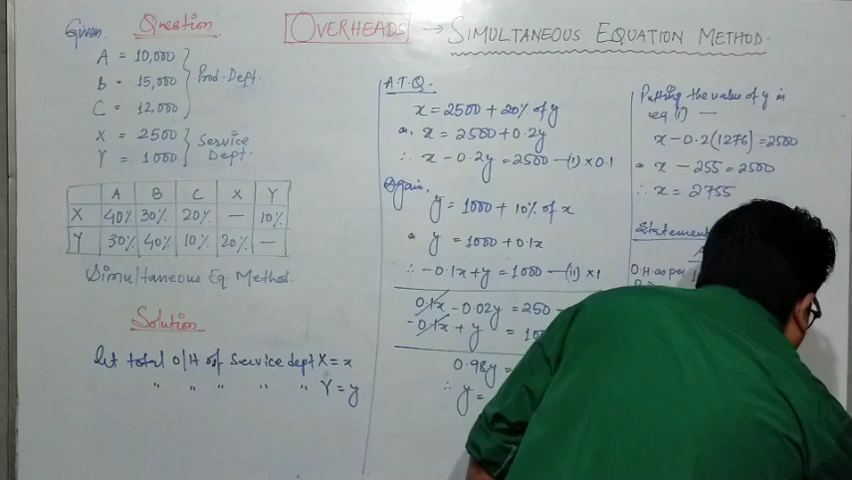 OVERHEADS → SIMULTANEOUS EQUATION METHOD.
Given Question
A = 10,000
B = 15,000
C = 12,000
Prod. Dept.
X = 2500
Y = 1000
Service Dept.
A B C X Y
X 40% 30% 20% — 10%
Y 30% 40% 10% 20% —
Simultaneous Eq. Method.
Solution
Let total O/H of Service dept X = x
" " " " " Y = y
A.T.Q.
x = 2500 + 20% of y
x = 2500 + 0.2y
∴ x - 0.2y = 2500 —(i) × 0.1
Again,
y = 1000 + 10% of x
y = 1000 + 0.1x
∴ -0.1x + y = 1000 —(ii) × 1
0.1x - 0.02y = 250
-0.1x + y = 10
0.98y =
∴ y =
Putting the value of y in
eq (i) —
x - 0.2(1276) = 2500
x - 255 = 2500
∴ x = 2755
Statement
O.H. as per